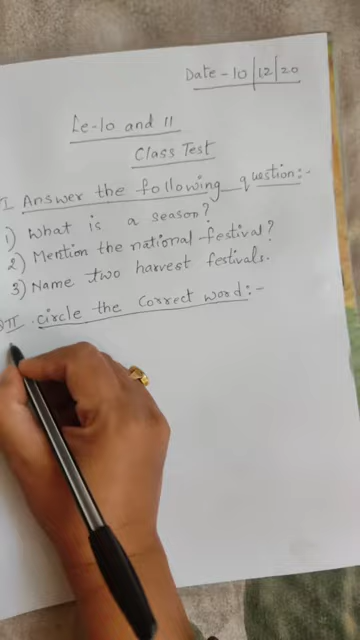 Date - 10/12/20
Le-10 and 11
Class Test
I Answer the following question:-
1) What is a season?
2) Mention the national festival?
3) Name two harvest festivals.
II. Circle the Correct word:-